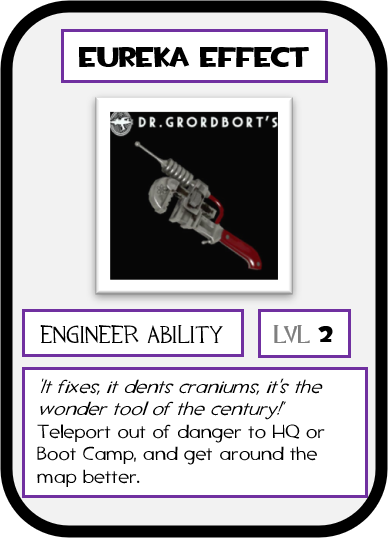 EUREKA EFFECT
DR. GRORDBORT'S
ENGINEER ABILITY
LVL 2
'It fixes, it dents craniums, it's the
wonder tool of the century!'
Teleport out of danger to HQ or
Boot Camp, and get around the
map better.